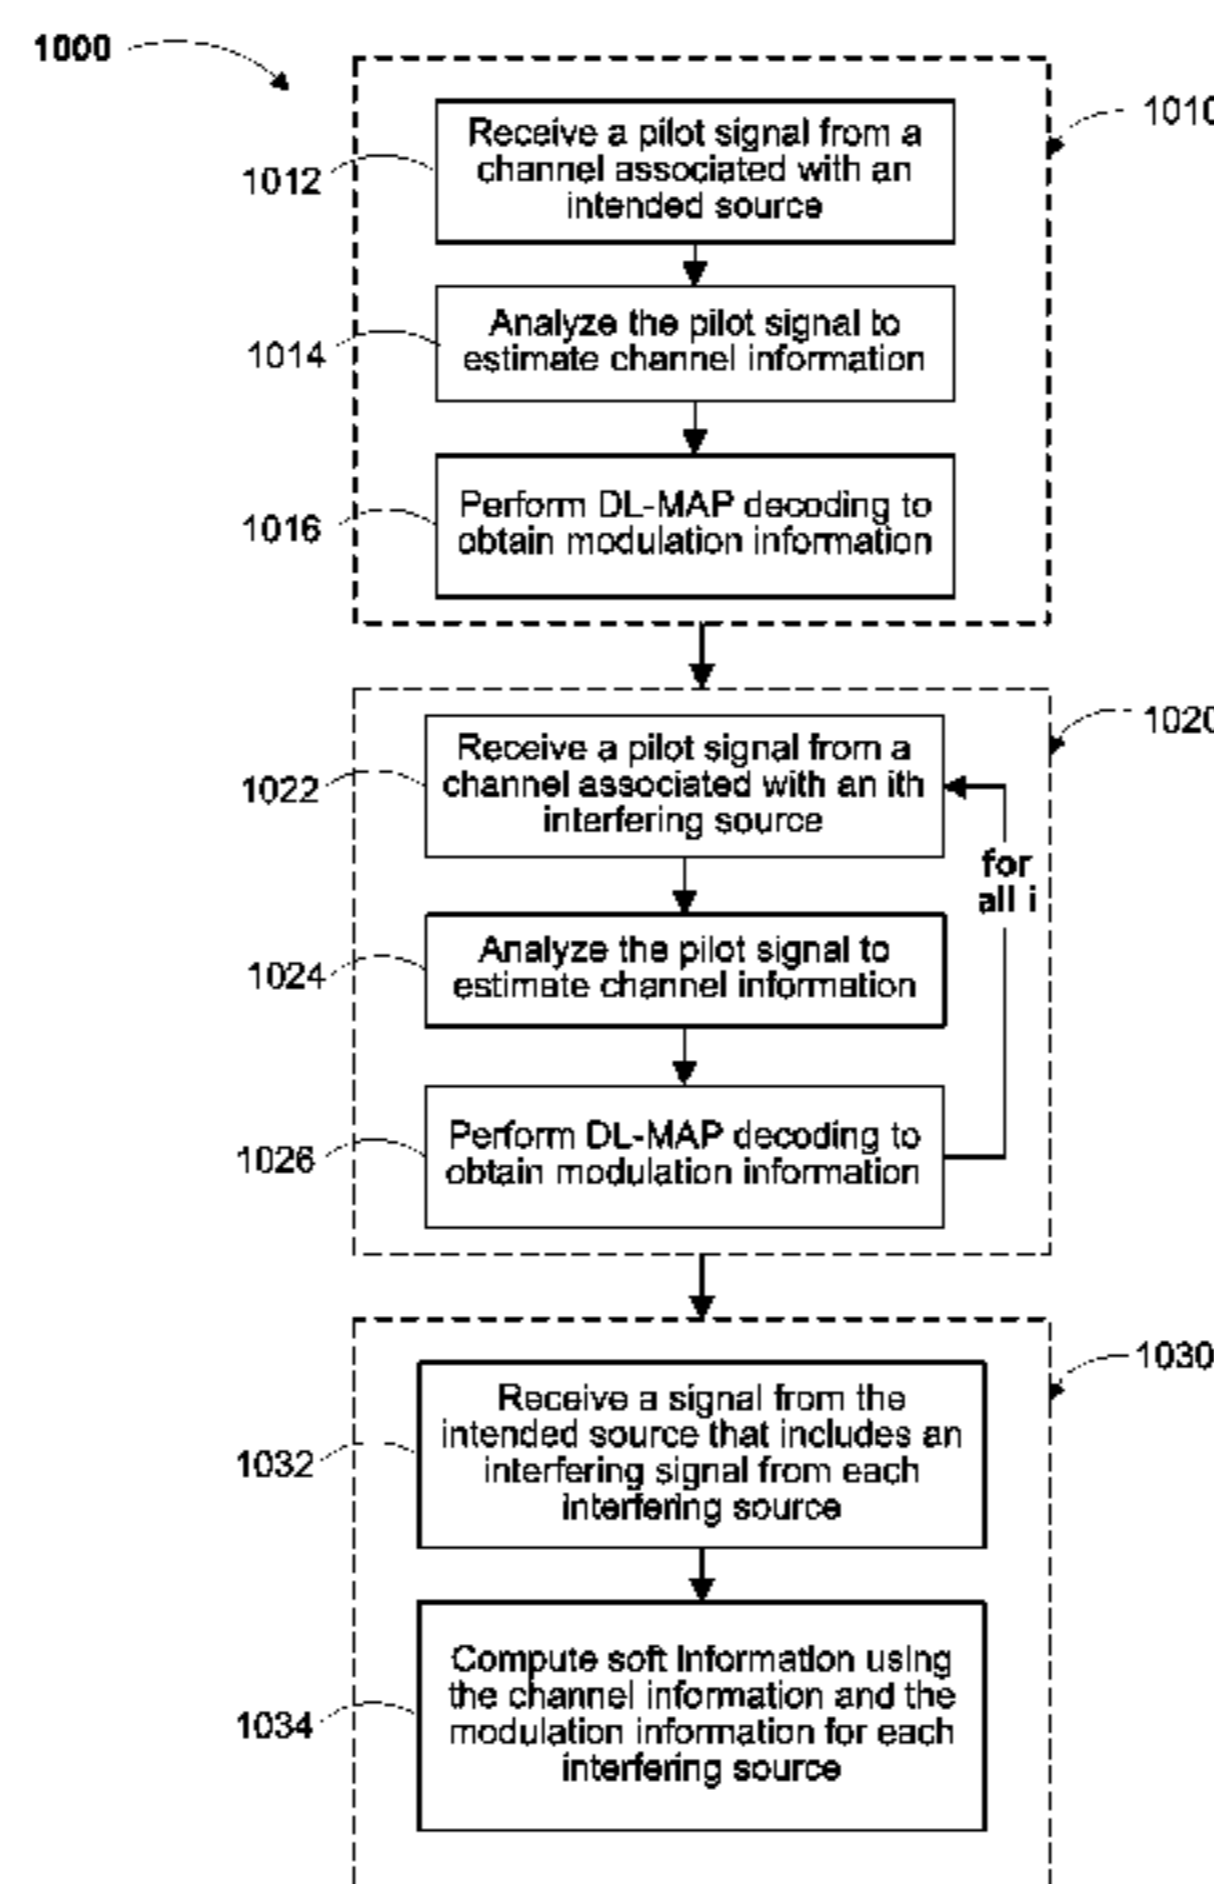 1000
1010
Receive a pilot signal from a
channel associated with an
intended source
1012
Analyze the pilot signal to
estimate channel information
1014
Perform DL-MAP decoding to
obtain modulation information
1016
1020
Receive a pilot signal from a
channel associated with an ith
interfering source
1022
for
all i
Analyze the pilot signal to
estimate channel information
1024
Perform DL-MAP decoding to
obtain modulation information
1026
1030
Receive a signal from the
intended source that includes an
interfering signal from each
interfering source
1032
Compute soft information using
the channel information and the
modulation information for each
interfering source
1034